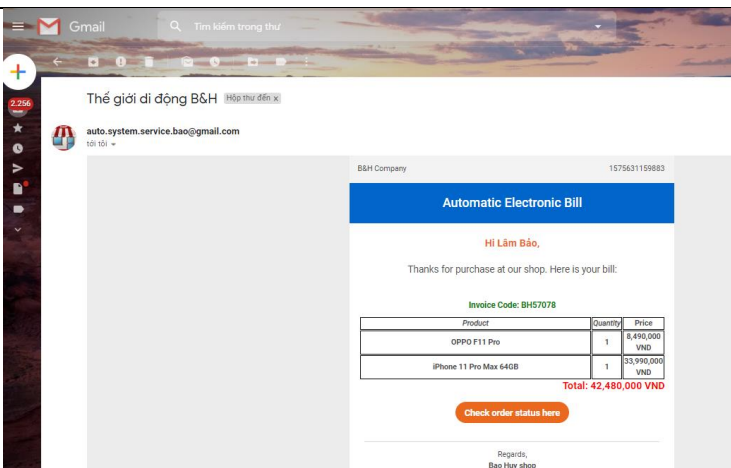 Gmail
Tìm kiếm trong thư
2.256
Thế giới di động B&H Hộp thư đến x
auto.system.service.bao@gmail.com
tới tôi
B&H Company 1575631159883
Automatic Electronic Bill
Hi Lâm Bảo,
Thanks for purchase at our shop. Here is your bill:
Invoice Code: BH57078
Product Quantity Price
OPPO F11 Pro 1 8,490,000 VND
iPhone 11 Pro Max 64GB 1 33,990,000 VND
Total: 42,480,000 VND
Check order status here
Regards,
Bao Huy shop